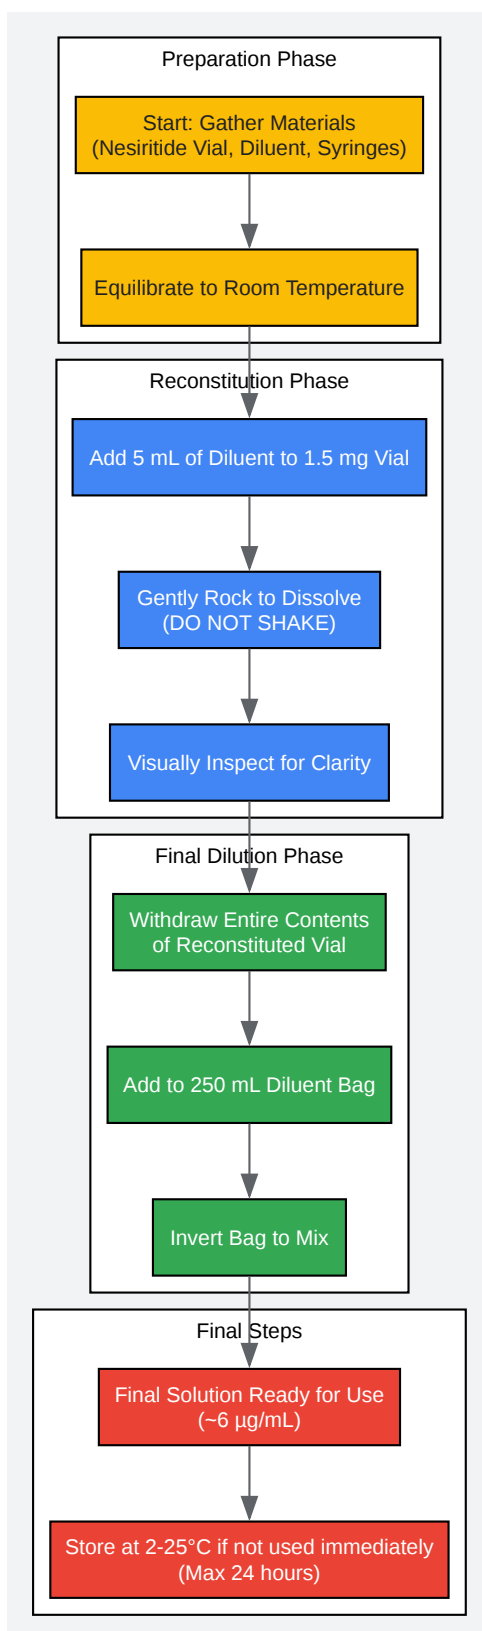 Preparation Phase
Start: Gather Materials
(Nesiritide Vial, Diluent, Syringes)
Equilibrate to Room Temperature
Reconstitution Phase
Add 5 mL of Diluent to 1.5 mg Vial
Gently Rock to Dissolve
(DO NOT SHAKE)
Visually Inspect for Clarity
Final Dilution Phase
Withdraw Entire Contents
of Reconstituted Vial
Add to 250 mL Diluent Bag
Invert Bag to Mix
Final Steps
Final Solution Ready for Use
(~6 µg/mL)
Store at 2-25°C if not used immediately
(Max 24 hours)